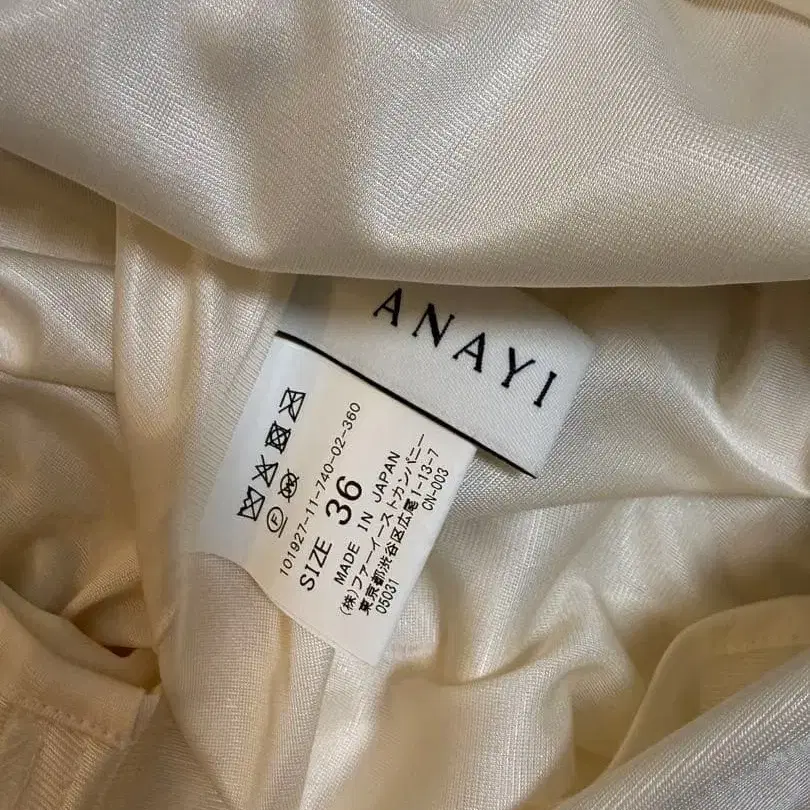 ANAYI
101927-11-740-02-360
SIZE 36
MADE IN JAPAN
(株)ファーイーストカンパニー
東京都渋谷区広尾1-13-7
05031 CN-003